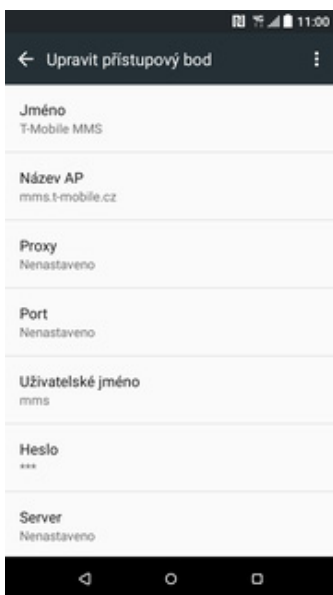 11:00
Upravit přístupový bod
Jméno
T-Mobile MMS
Název AP
mms.t-mobile.cz
Proxy
Nenastaveno
Port
Nenastaveno
Uživatelské jméno
mms
Heslo
***
Server
Nenastaveno